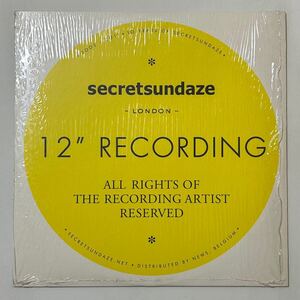 secretsundaze
– LONDON –
12" RECORDING
ALL RIGHTS OF
THE RECORDING ARTIST
RESERVED
*
* SECRETSUNDAZE.NET • DISTRIBUTED BY NEWS, BELGIUM *